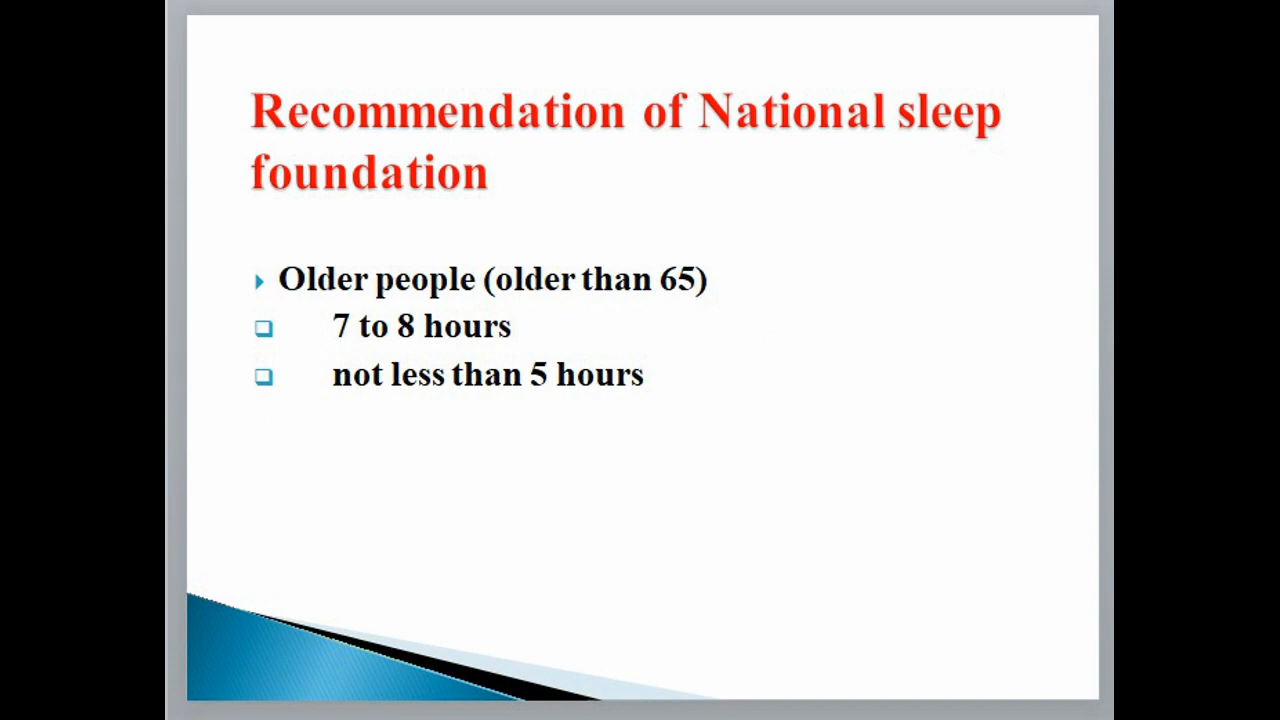 Recommendation of National sleep
foundation
Older people (older than 65)
7 to 8 hours
not less than 5 hours